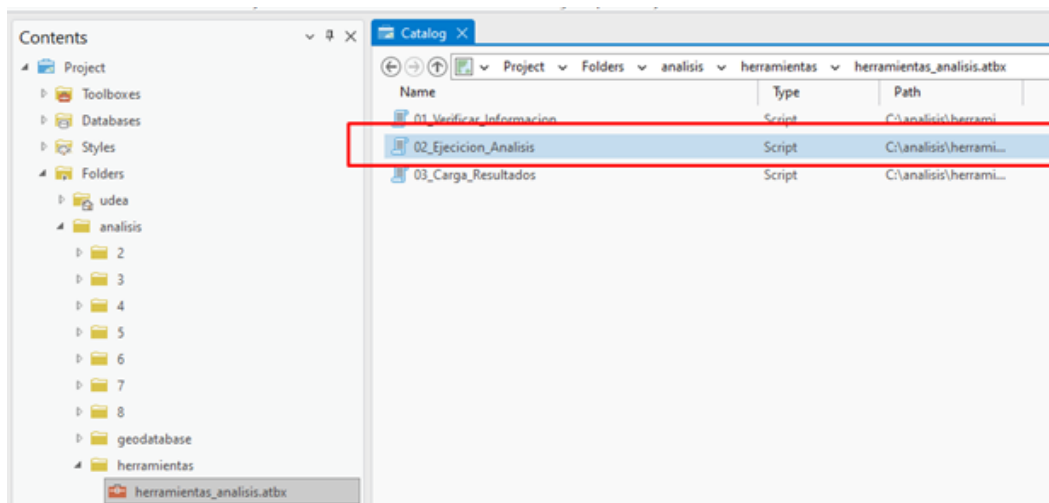 Contents
Project
Toolboxes
Databases
Styles
Folders
udea
analisis
2
3
4
5
6
7
8
geodatabase
herramientas
herramientas_analisis.atbx
Catalog
Project Folders analisis herramientas herramientas_analisis.atbx
Name Type Path
01_Verificar_Informacion Script C:\analisis\herrami...
02_Ejecicion_Analisis Script C:\analisis\herrami...
03_Carga_Resultados Script C:\analisis\herrami...